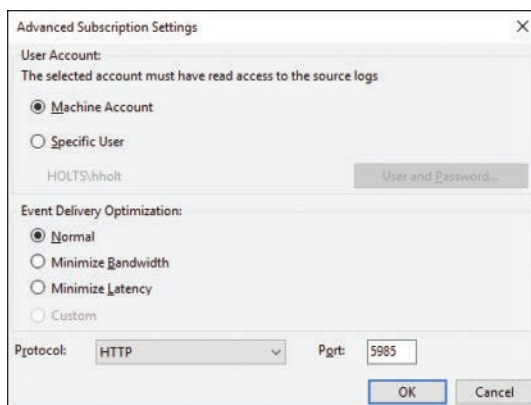 Advanced Subscription Settings
User Account:
The selected account must have read access to the source logs
Machine Account
Specific User
HOLTS\hholt
User and Password...
Event Delivery Optimization:
Normal
Minimize Bandwidth
Minimize Latency
Custom
Protocol: HTTP Port: 5985
OK Cancel